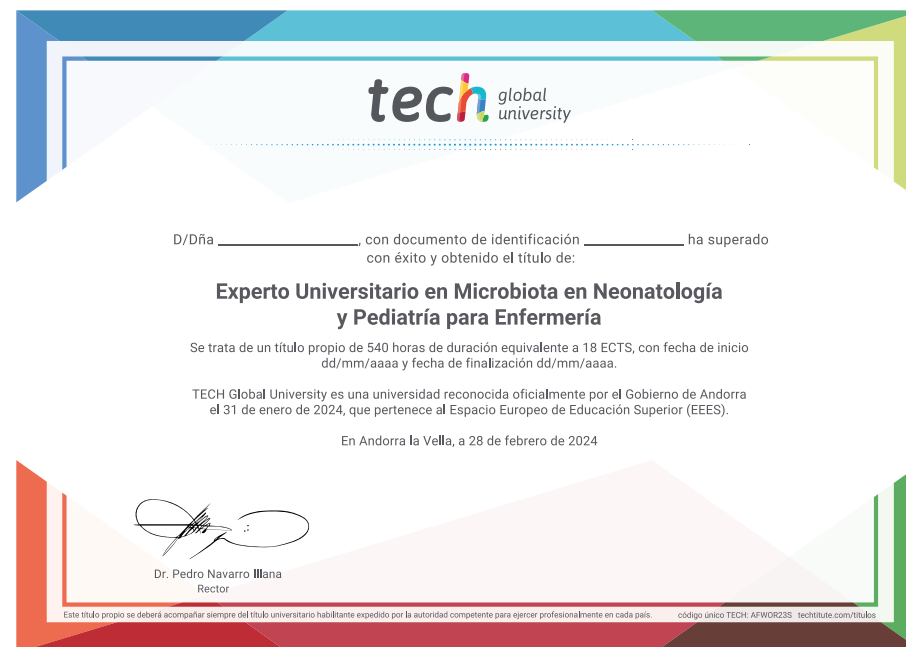 tech global university
D/Dña ____________________, con documento de identificación ______________ ha superado
con éxito y obtenido el título de:
Experto Universitario en Microbiota en Neonatología
y Pediatría para Enfermería
Se trata de un título propio de 540 horas de duración equivalente a 18 ECTS, con fecha de inicio
dd/mm/aaaa y fecha de finalización dd/mm/aaaa.
TECH Global University es una universidad reconocida oficialmente por el Gobierno de Andorra
el 31 de enero de 2024, que pertenece al Espacio Europeo de Educación Superior (EEES).
En Andorra la Vella, a 28 de febrero de 2024
Dr. Pedro Navarro Illana
Rector
Este título propio se deberá acompañar siempre del título universitario habilitante expedido por la autoridad competente para ejercer profesionalmente en cada país. código único TECH: AFWOR23S techtitute.com/titulos